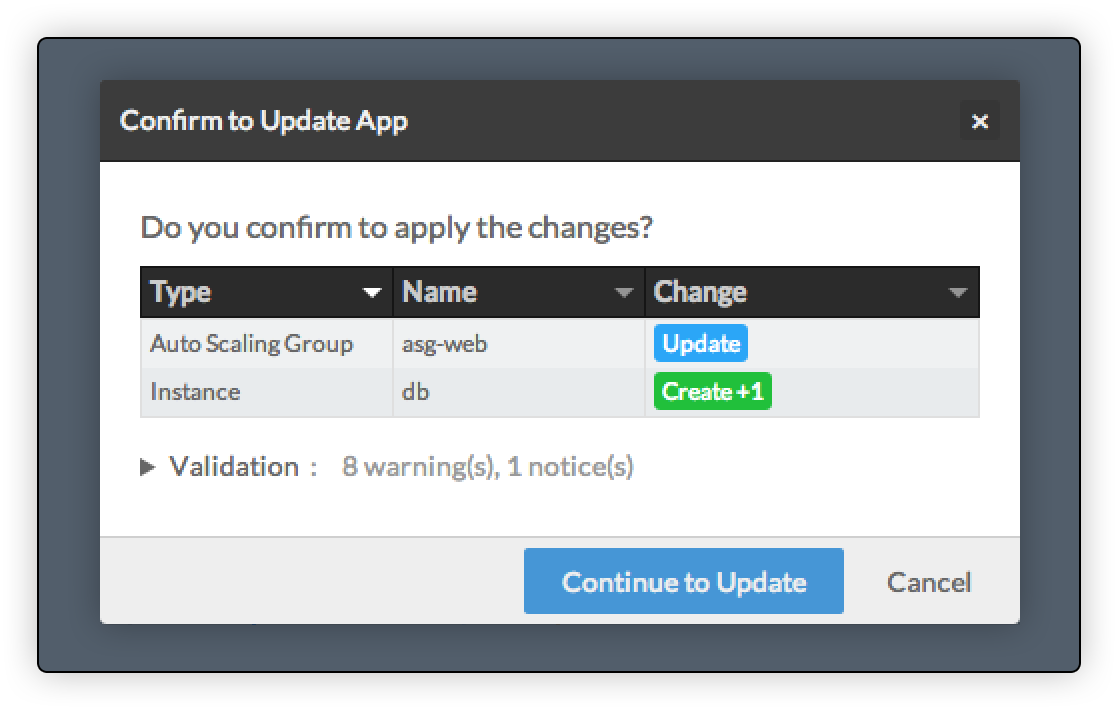 Confirm to Update App ×
Do you confirm to apply the changes?
Type Name Change
Auto Scaling Group asg-web Update
Instance db Create +1
Validation : 8 warning(s), 1 notice(s)
Continue to Update Cancel